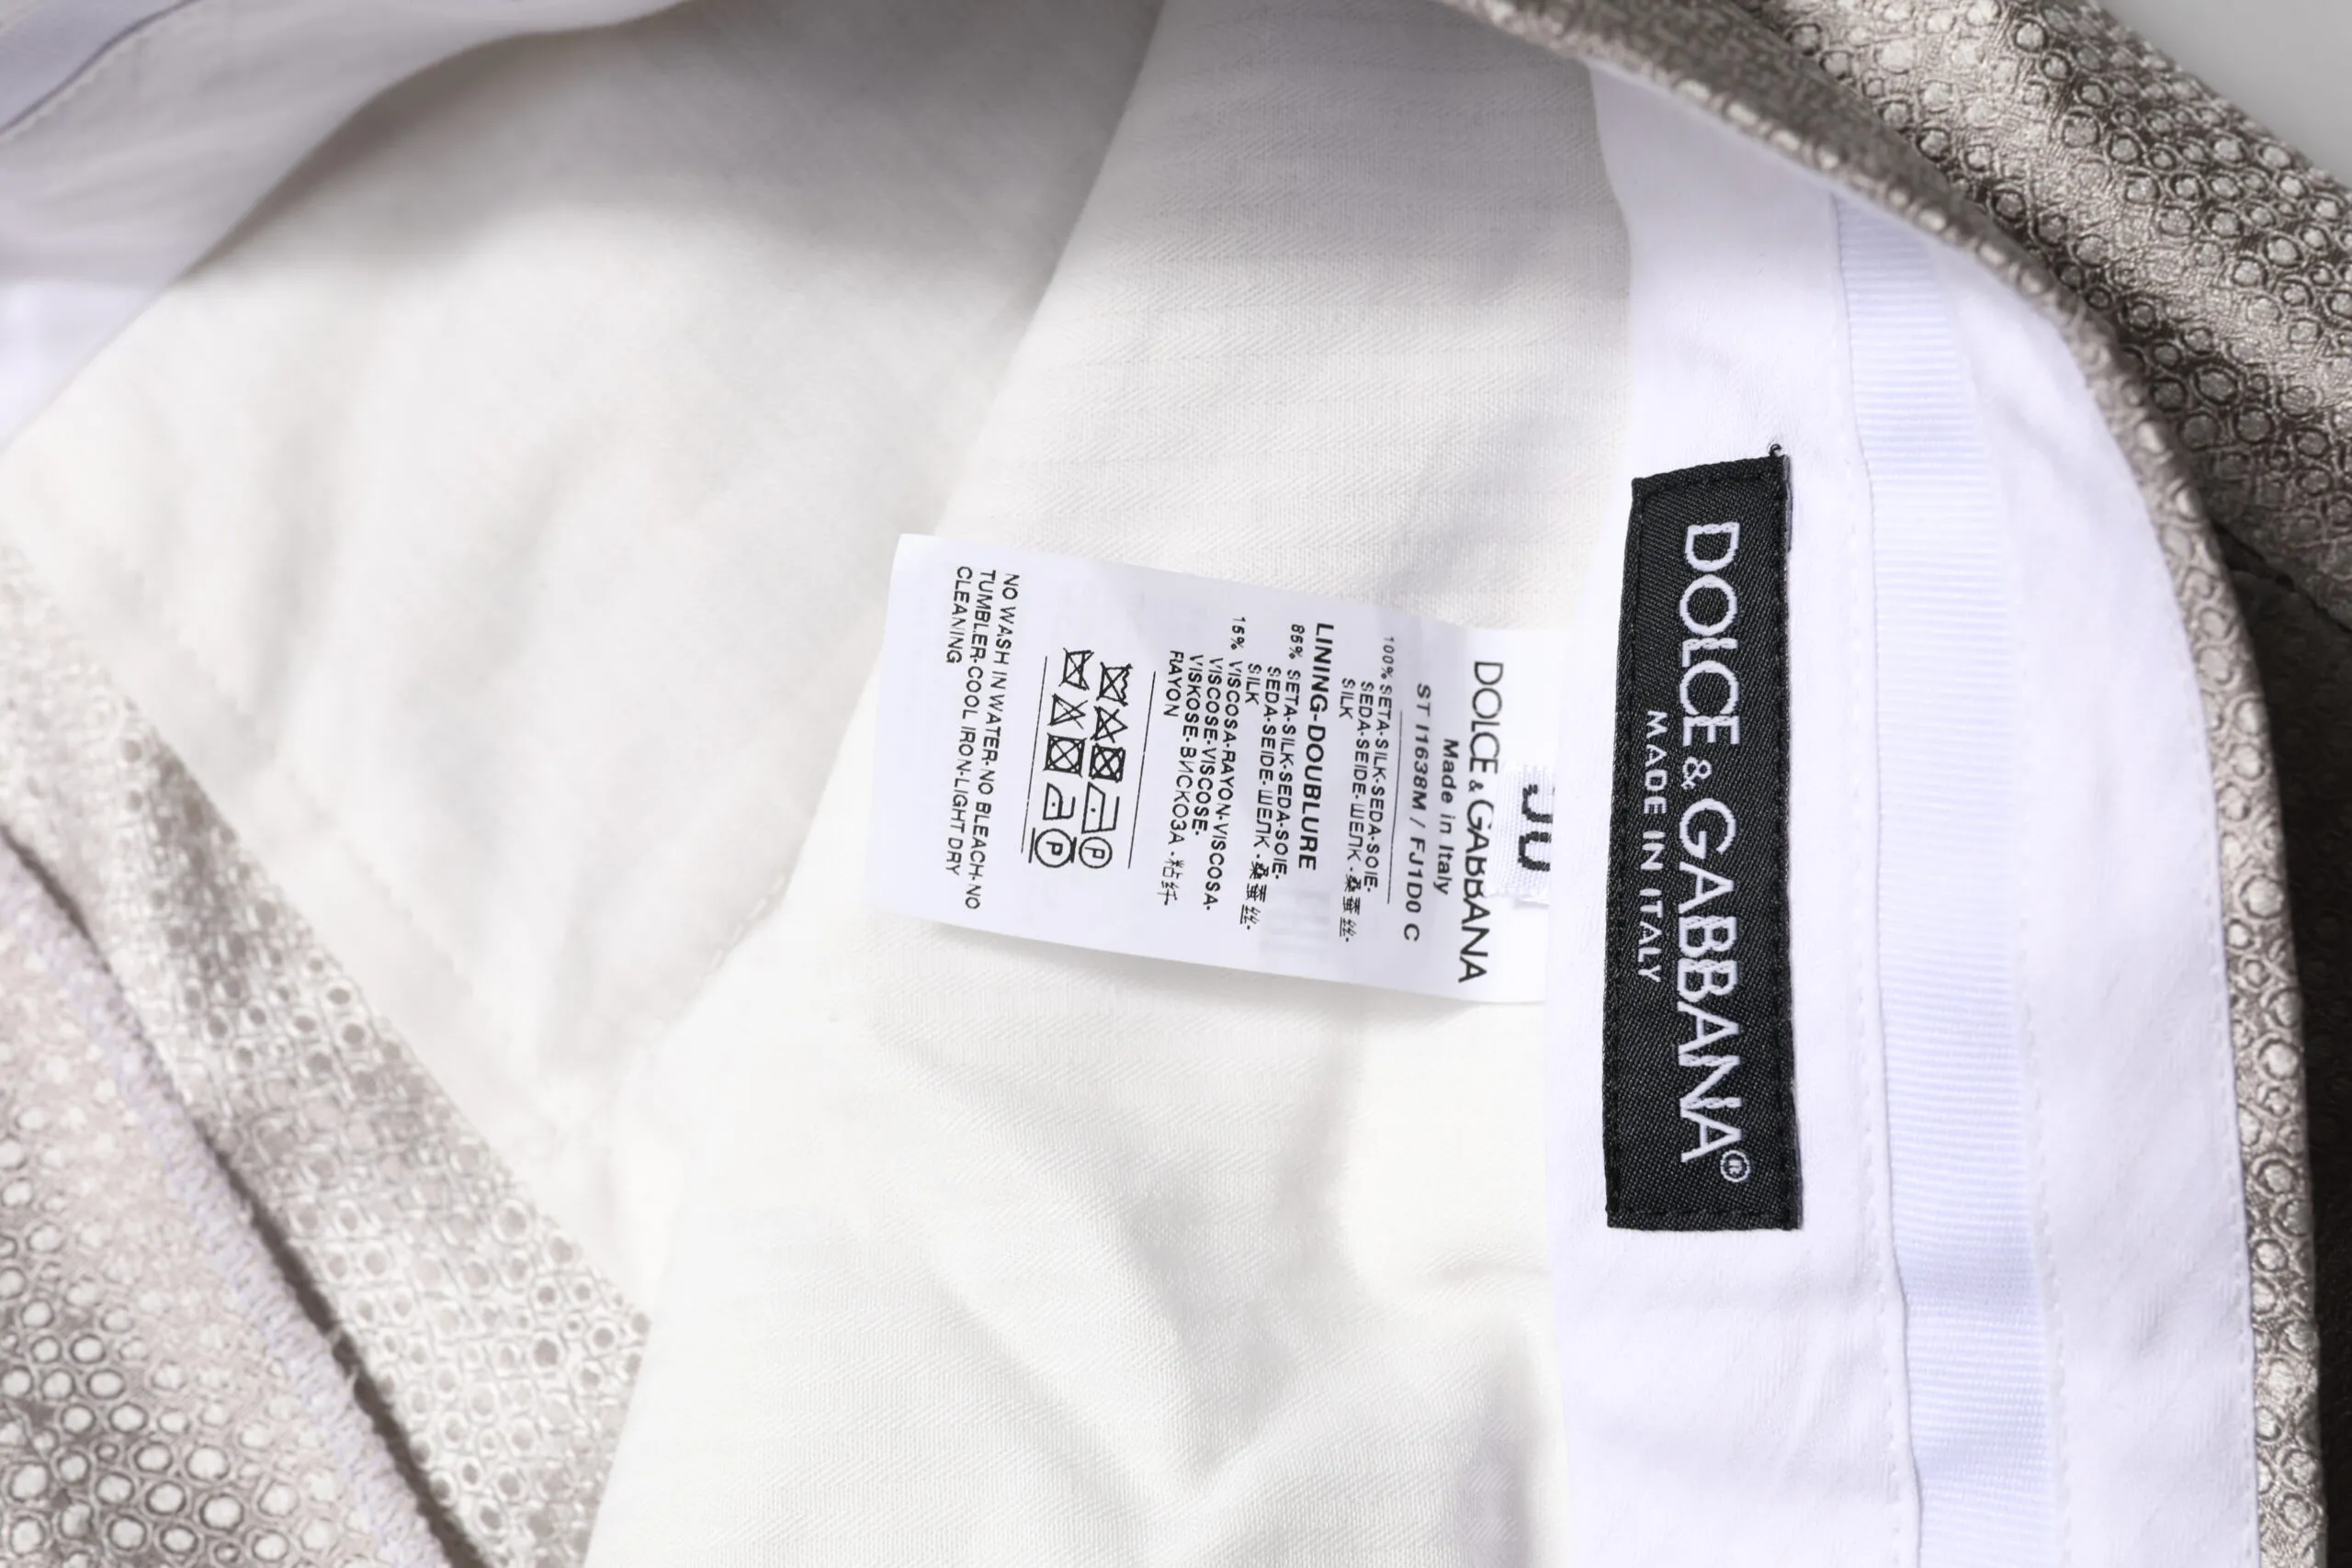 DOLCE & GABBANA®
MADE IN ITALY
DOLCE & GABBANA
Made in Italy
ST I1638M / FJ1D0 C
100% SETA-SILK-SEDA-SOIE-
SEDA-SEIDE-ШЕЛК-桑蚕丝-
SILK
LINING-DOUBLURE
85% SETA-SILK-SEDA-SOIE-
SEDA-SEIDE-ШЕЛК-桑蚕丝-
SILK
15% VISCOSA-RAYON-VISCOSA-
VISCOSE-VISCOSE-
VISKOSE-ВИСКОЗА-粘纤-
RAYON
P
P
NO WASH IN WATER-NO BLEACH-NO
TUMBLER-COOL IRON-LIGHT DRY
CLEANING